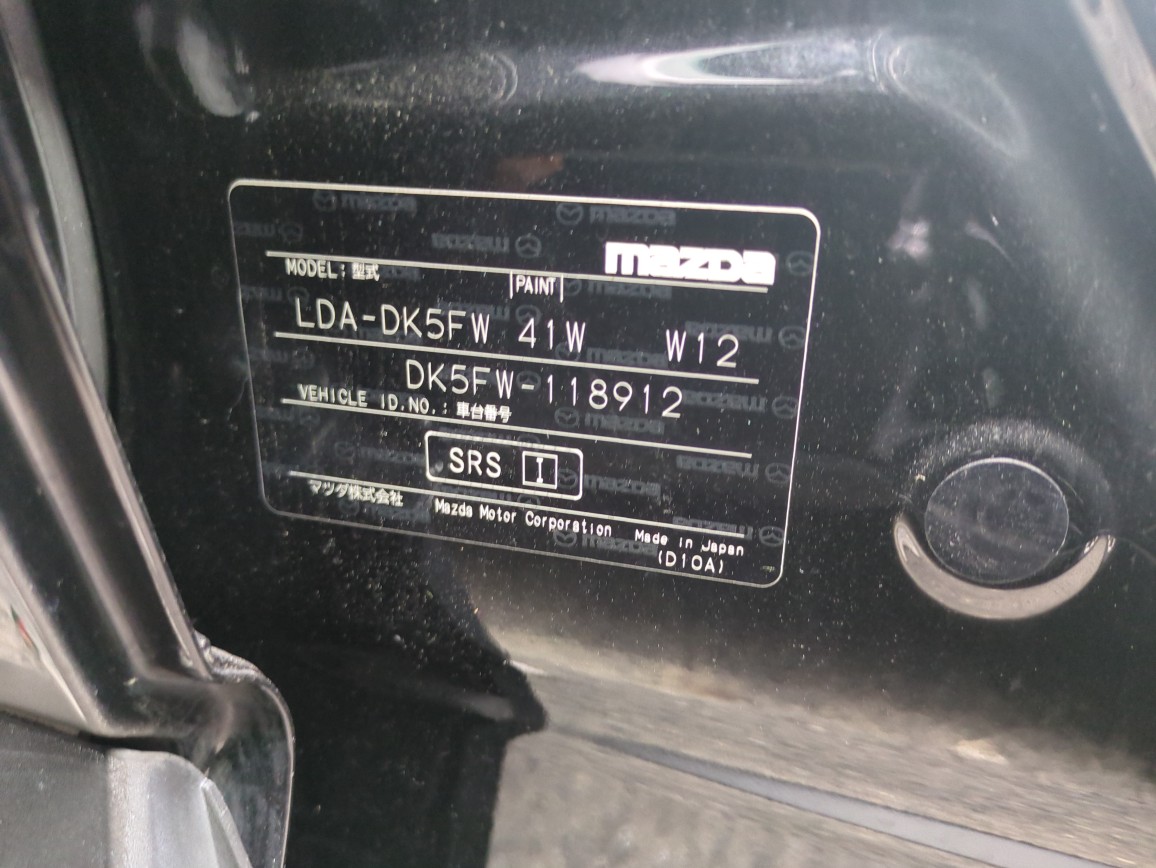 mazda
MODEL：型式 PAINT
LDA-DK5FW 41W W12
DK5FW-118912
VEHICLE ID.NO.：車台番号
SRS I
マツダ株式会社 Mazda Motor Corporation Made in Japan
(D10A)